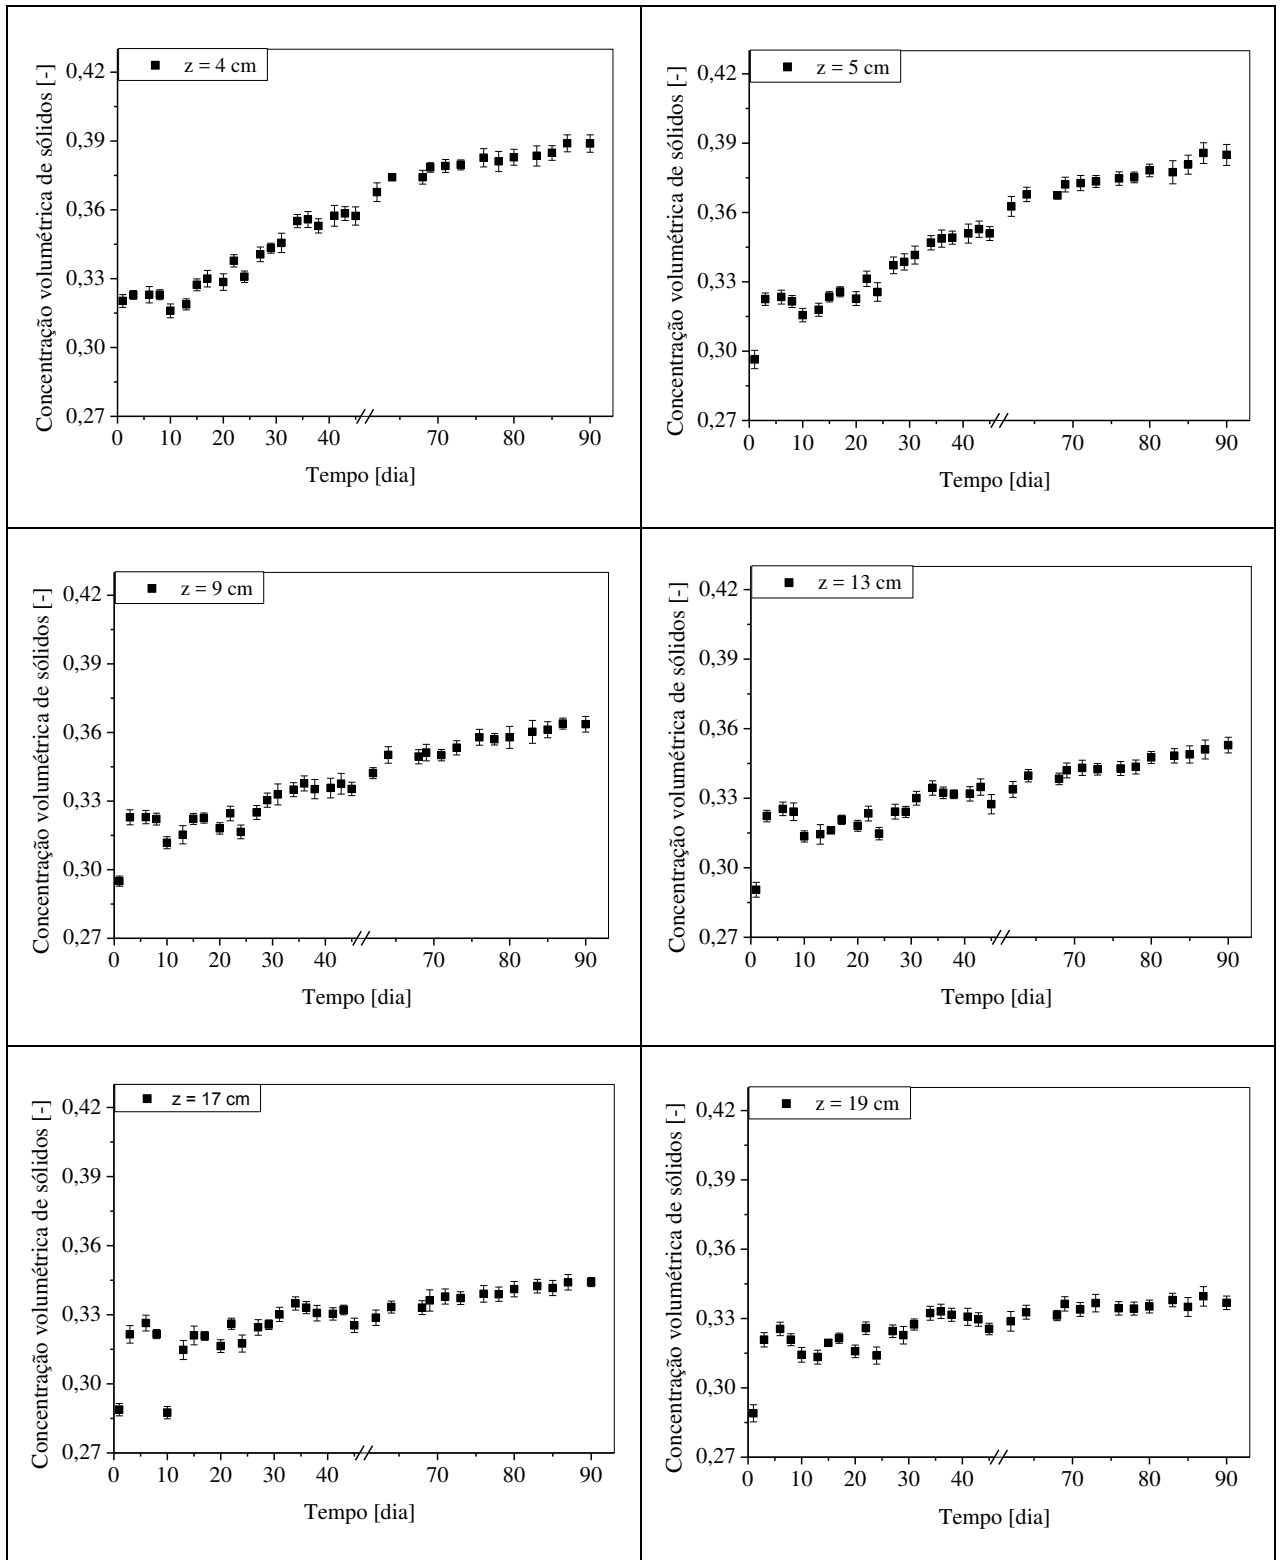 z = 4 cm
Concentração volumétrica de sólidos [-]
0,42
0,39
0,36
0,33
0,30
0,27
0 10 20 30 40 70 80 90
Tempo [dia]
z = 5 cm
Concentração volumétrica de sólidos [-]
0,42
0,39
0,36
0,33
0,30
0,27
0 10 20 30 40 70 80 90
Tempo [dia]
z = 9 cm
Concentração volumétrica de sólidos [-]
0,42
0,39
0,36
0,33
0,30
0,27
0 10 20 30 40 70 80 90
Tempo [dia]
z = 13 cm
Concentração volumétrica de sólidos [-]
0,42
0,39
0,36
0,33
0,30
0,27
0 10 20 30 40 70 80 90
Tempo [dia]
z = 17 cm
Concentração volumétrica de sólidos [-]
0,42
0,39
0,36
0,33
0,30
0,27
0 10 20 30 40 70 80 90
Tempo [dia]
z = 19 cm
Concentração volumétrica de sólidos [-]
0,42
0,39
0,36
0,33
0,30
0,27
0 10 20 30 40 70 80 90
Tempo [dia]